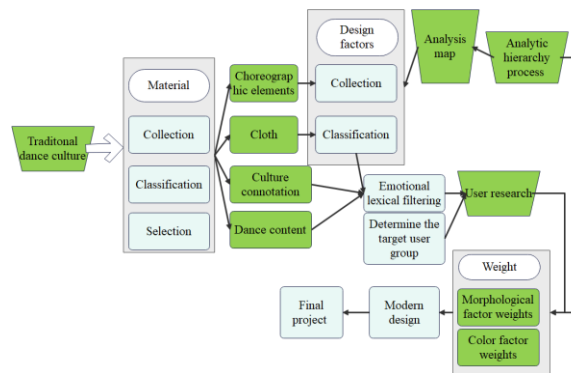 Traditonal
dance culture
Material
Collection
Classification
Selection
Choreograp
hic elements
Cloth
Culture
connotation
Dance content
Design
factors
Collection
Classification
Analysis
map
Analytic
hierarchy
process
Emotional
lexical filtering
Determine the
target user
group
User research
Weight
Morphological
factor weights
Color factor
weights
Modern
design
Final
project